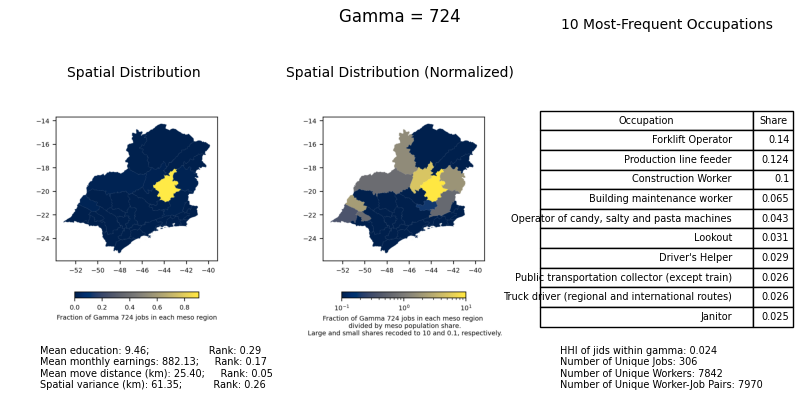 Gamma = 724
10 Most-Frequent Occupations
Spatial Distribution
Spatial Distribution (Normalized)
−14
−16
−18
−20
−22
−24
−52 −50 −48 −46 −44 −42 −40
0.0 0.2 0.4 0.6 0.8
Fraction of Gamma 724 jobs in each meso region
−14
−16
−18
−20
−22
−24
−52 −50 −48 −46 −44 −42 −40
10⁻¹ 10⁰ 10¹
Fraction of Gamma 724 jobs in each meso region
divided by meso population share.
Large and small shares recoded to 10 and 0.1, respectively.
Occupation Share
Forklift Operator 0.14
Production line feeder 0.124
Construction Worker 0.1
Building maintenance worker 0.065
Operator of candy, salty and pasta machines 0.043
Lookout 0.031
Driver's Helper 0.029
Public transportation collector (except train) 0.026
Truck driver (regional and international routes) 0.026
Janitor 0.025
Mean education: 9.46; Rank: 0.29
Mean monthly earnings: 882.13; Rank: 0.17
Mean move distance (km): 25.40; Rank: 0.05
Spatial variance (km): 61.35; Rank: 0.26
HHI of jids within gamma: 0.024
Number of Unique Jobs: 306
Number of Unique Workers: 7842
Number of Unique Worker-Job Pairs: 7970